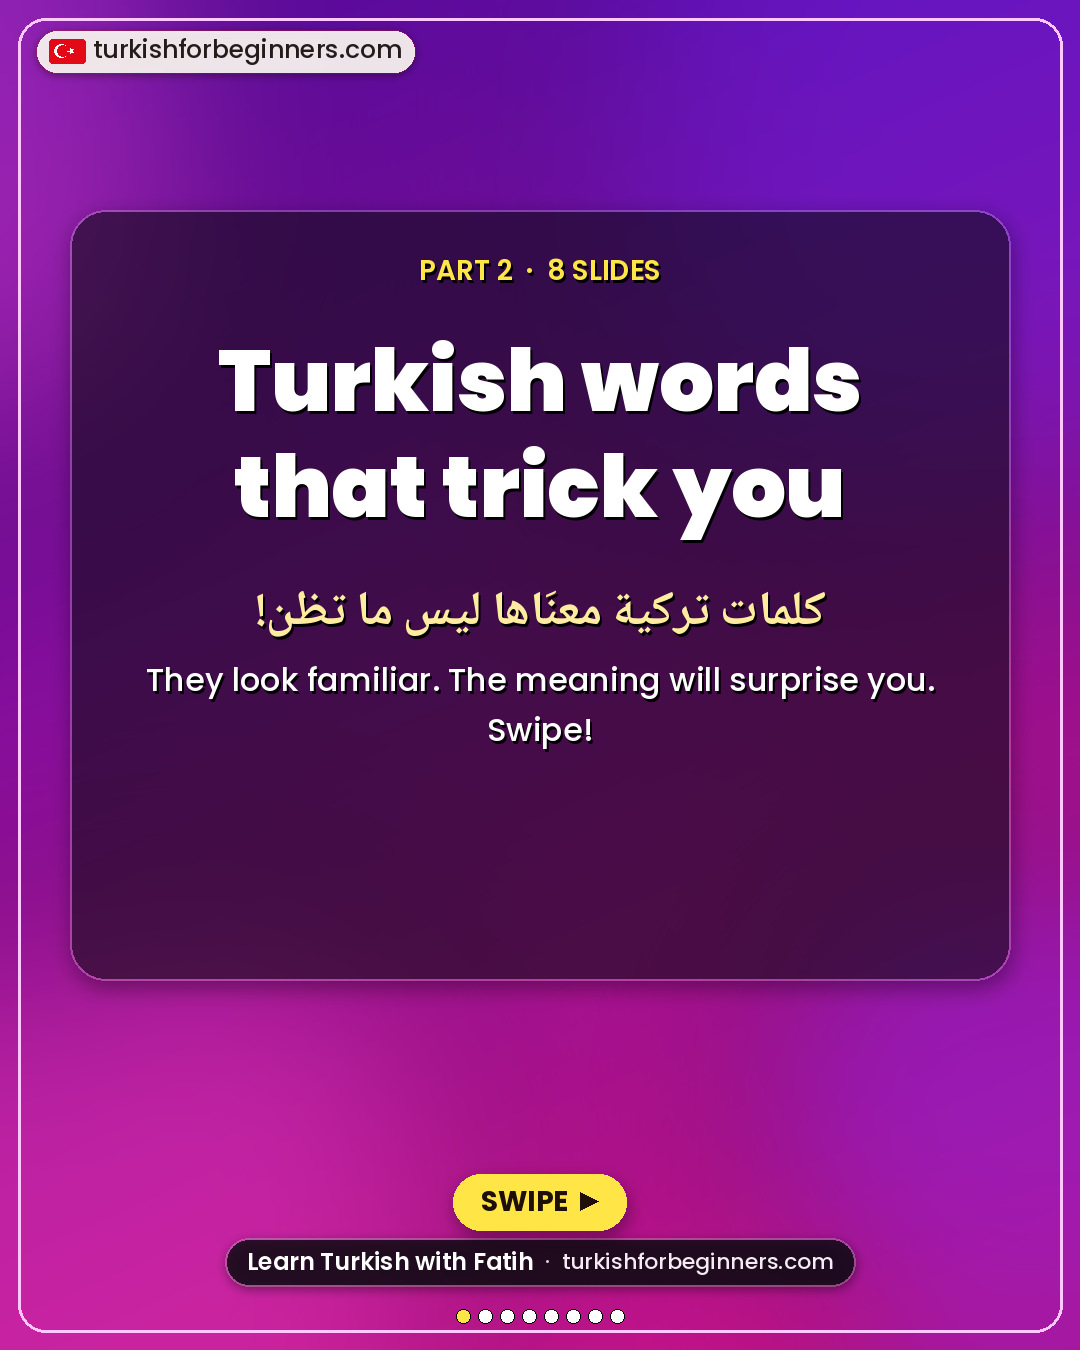 turkishforbeginners.com
PART 2 · 8 SLIDES
Turkish words
that trick you
كلمات تركية معنَاها ليس ما تظن!
They look familiar. The meaning will surprise you.
Swipe!
SWIPE ▶
Learn Turkish with Fatih · turkishforbeginners.com